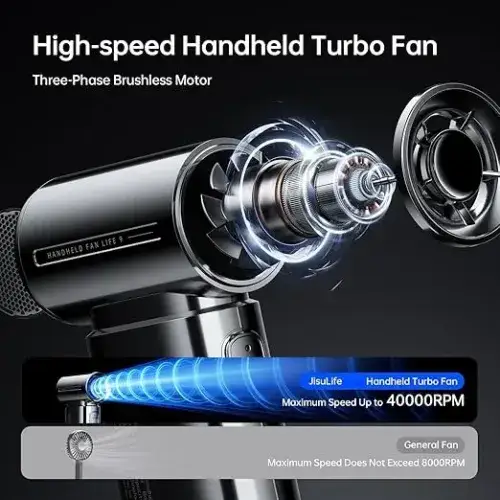 High-speed Handheld Turbo Fan
Three-Phase Brushless Motor
HANDHELD FAN LIFE 9
JisuLife Handheld Turbo Fan
Maximum Speed Up to 40000RPM
General Fan
Maximum Speed Does Not Exceed 8000RPM